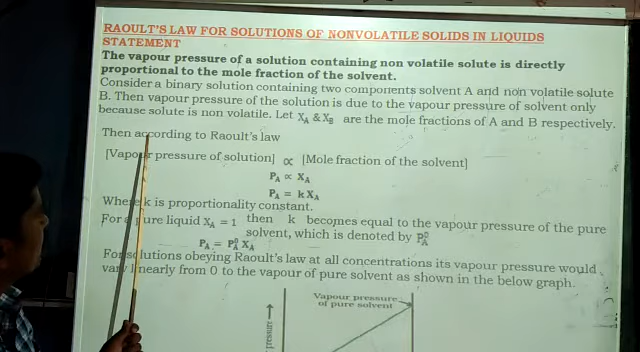 RAOULT'S LAW FOR SOLUTIONS OF NONVOLATILE SOLIDS IN LIQUIDS
STATEMENT
The vapour pressure of a solution containing non volatile solute is directly
proportional to the mole fraction of the solvent.
Consider a binary solution containing two components solvent A and non volatile solute
B. Then vapour pressure of the solution is due to the vapour pressure of solvent only
because solute is non volatile. Let X_A & X_B are the mole fractions of A and B respectively.
Then according to Raoult's law
[Vapour pressure of solution] ∝ [Mole fraction of the solvent]
P_A ∝ X_A
P_A = k X_A
Where k is proportionality constant.
For a pure liquid X_A = 1 then k becomes equal to the vapour pressure of the pure
solvent, which is denoted by P_A^0
P_A = P_A^0 X_A
For solutions obeying Raoult's law at all concentrations its vapour pressure would
vary linearly from 0 to the vapour of pure solvent as shown in the below graph.
Vapour pressure
of pure solvent
pressure